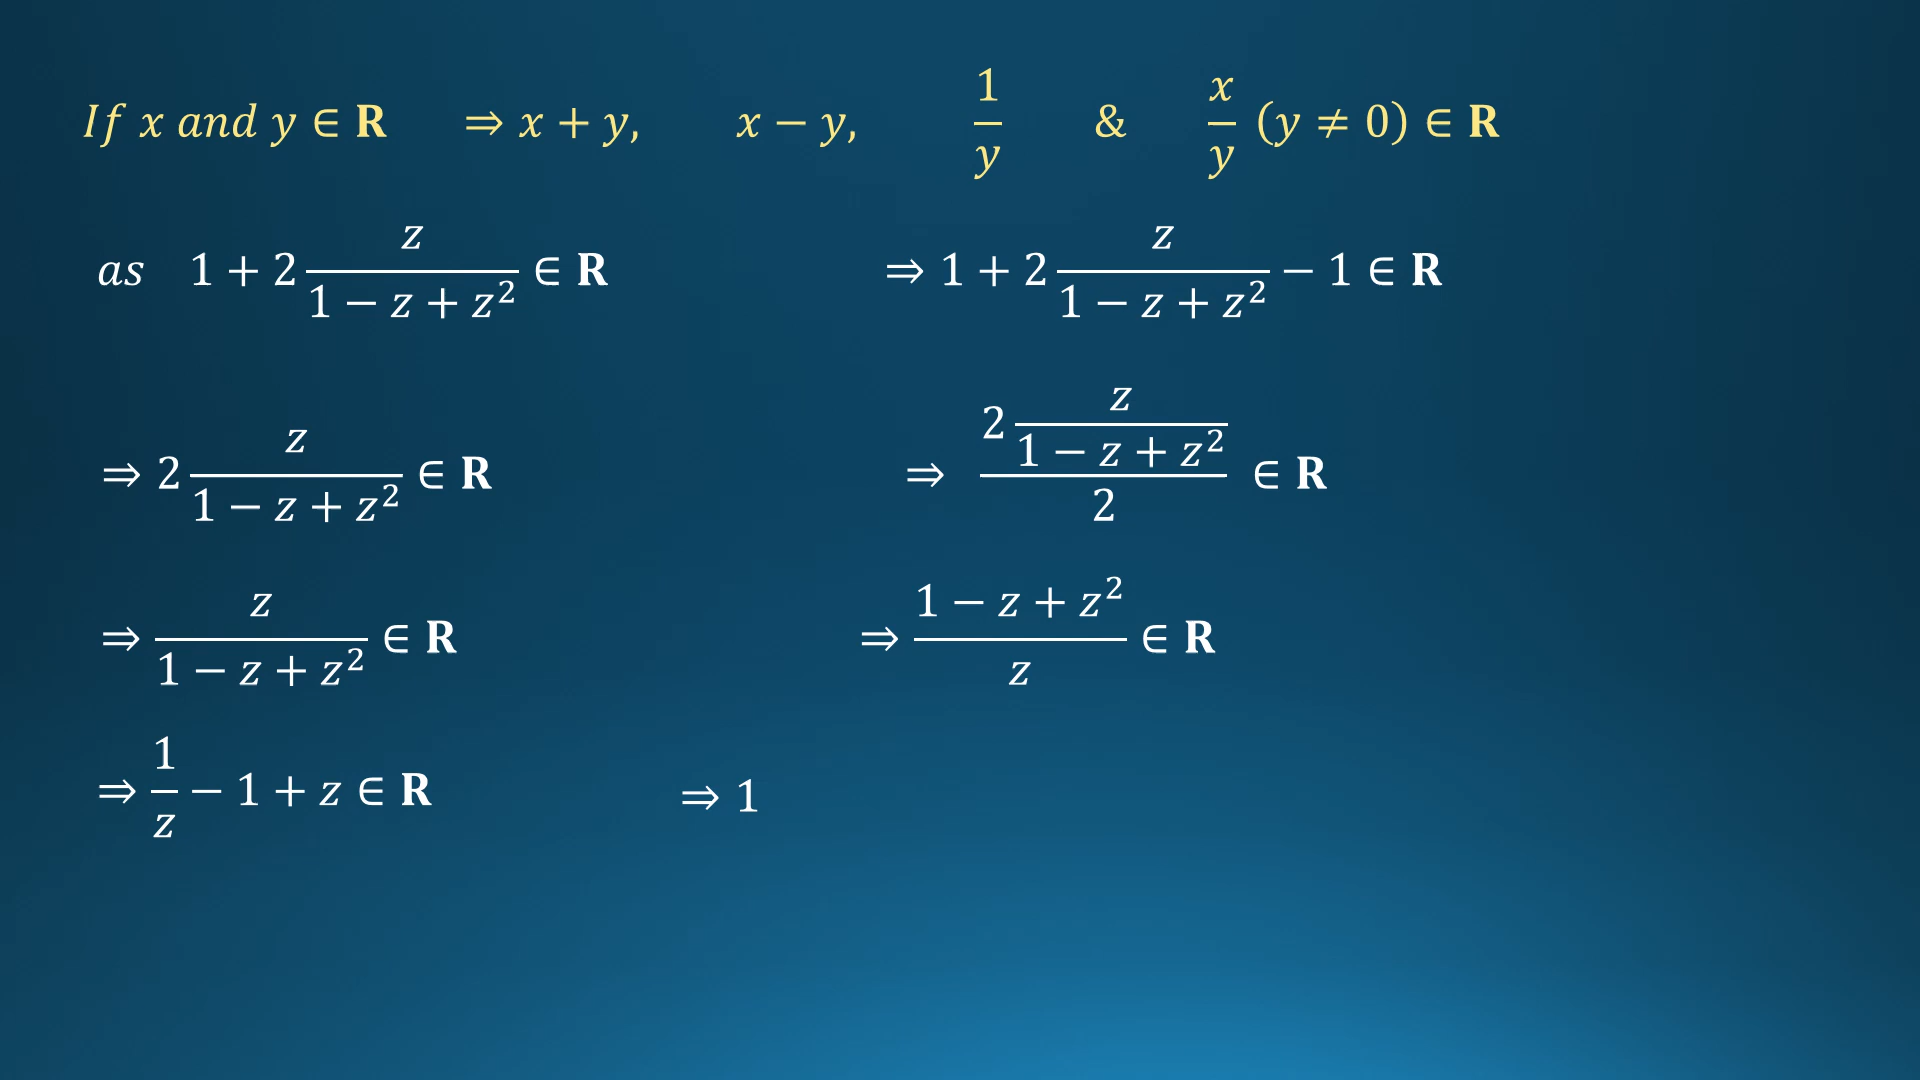 If x and y ∈ R ⇒ x + y, x − y, 1/y & x/y (y ≠ 0) ∈ R
as 1 + 2 z/(1 − z + z²) ∈ R ⇒ 1 + 2 z/(1 − z + z²) − 1 ∈ R
⇒ 2 z/(1 − z + z²) ∈ R ⇒ (2 z/(1 − z + z²))/2 ∈ R
⇒ z/(1 − z + z²) ∈ R ⇒ (1 − z + z²)/z ∈ R
⇒ 1/z − 1 + z ∈ R ⇒ 1